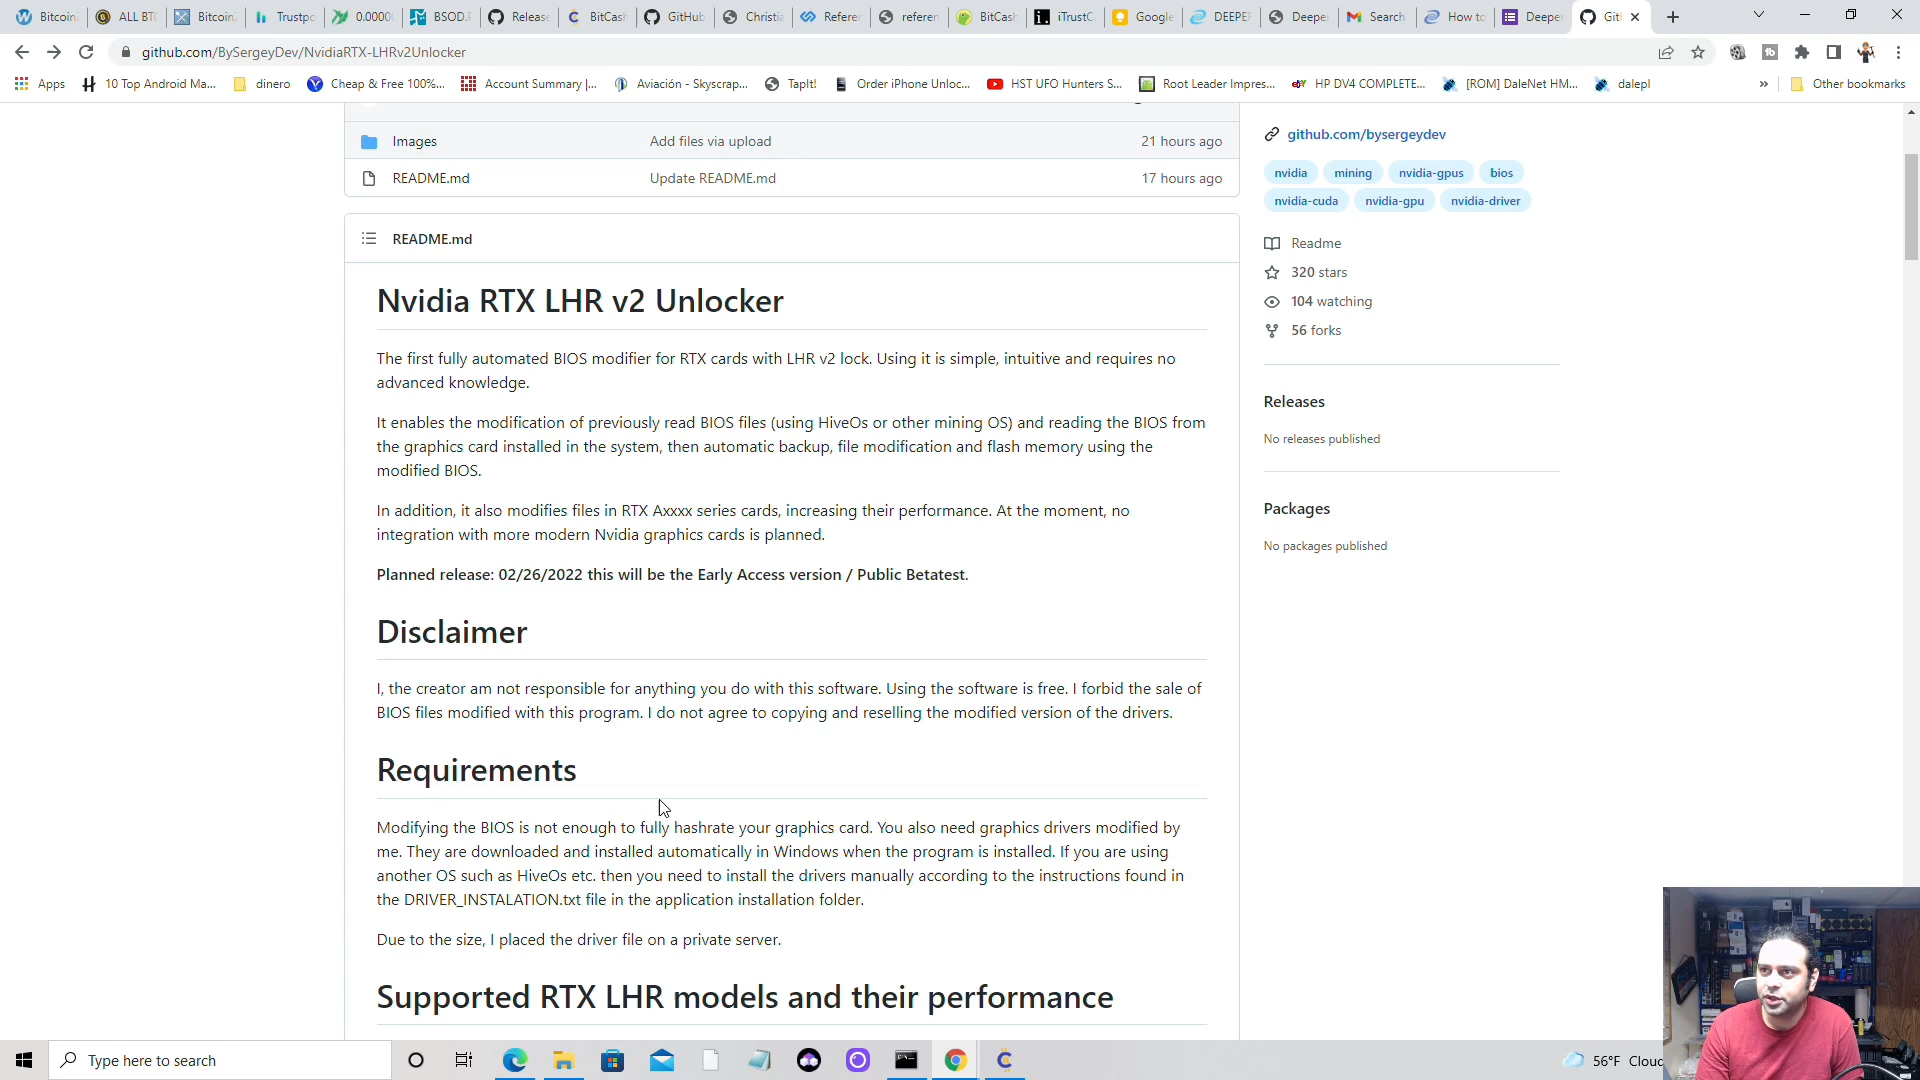 Bitcoin
ALL BTC
Bitcoin
Trustpo
0.0000
BSOD.
Release
BitCash
GitHub
Christia
Referer
referen
BitCash
iTrustC
Google
DEEPER
Deeper
Search
How to
Deeper
Git
github.com/BySergeyDev/NvidiaRTX-LHRv2Unlocker
Apps
10 Top Android Ma...
dinero
Cheap & Free 100%...
Account Summary |...
Aviación - Skyscrap...
TapIt!
Order iPhone Unloc...
HST UFO Hunters S...
Root Leader Impres...
HP DV4 COMPLETE...
[ROM] DaleNet HM...
dalepl
»
Other bookmarks
Images
Add files via upload
21 hours ago
README.md
Update README.md
17 hours ago
README.md
Nvidia RTX LHR v2 Unlocker
The first fully automated BIOS modifier for RTX cards with LHR v2 lock. Using it is simple, intuitive and requires no
advanced knowledge.
It enables the modification of previously read BIOS files (using HiveOs or other mining OS) and reading the BIOS from
the graphics card installed in the system, then automatic backup, file modification and flash memory using the
modified BIOS.
In addition, it also modifies files in RTX Axxxx series cards, increasing their performance. At the moment, no
integration with more modern Nvidia graphics cards is planned.
Planned release: 02/26/2022 this will be the Early Access version / Public Betatest.
Disclaimer
I, the creator am not responsible for anything you do with this software. Using the software is free. I forbid the sale of
BIOS files modified with this program. I do not agree to copying and reselling the modified version of the drivers.
Requirements
Modifying the BIOS is not enough to fully hashrate your graphics card. You also need graphics drivers modified by
me. They are downloaded and installed automatically in Windows when the program is installed. If you are using
another OS such as HiveOs etc. then you need to install the drivers manually according to the instructions found in
the DRIVER_INSTALATION.txt file in the application installation folder.
Due to the size, I placed the driver file on a private server.
Supported RTX LHR models and their performance
github.com/bysergeydev
nvidia
mining
nvidia-gpus
bios
nvidia-cuda
nvidia-gpu
nvidia-driver
Readme
320 stars
104 watching
56 forks
Releases
No releases published
Packages
No packages published
Type here to search
56°F Cloud